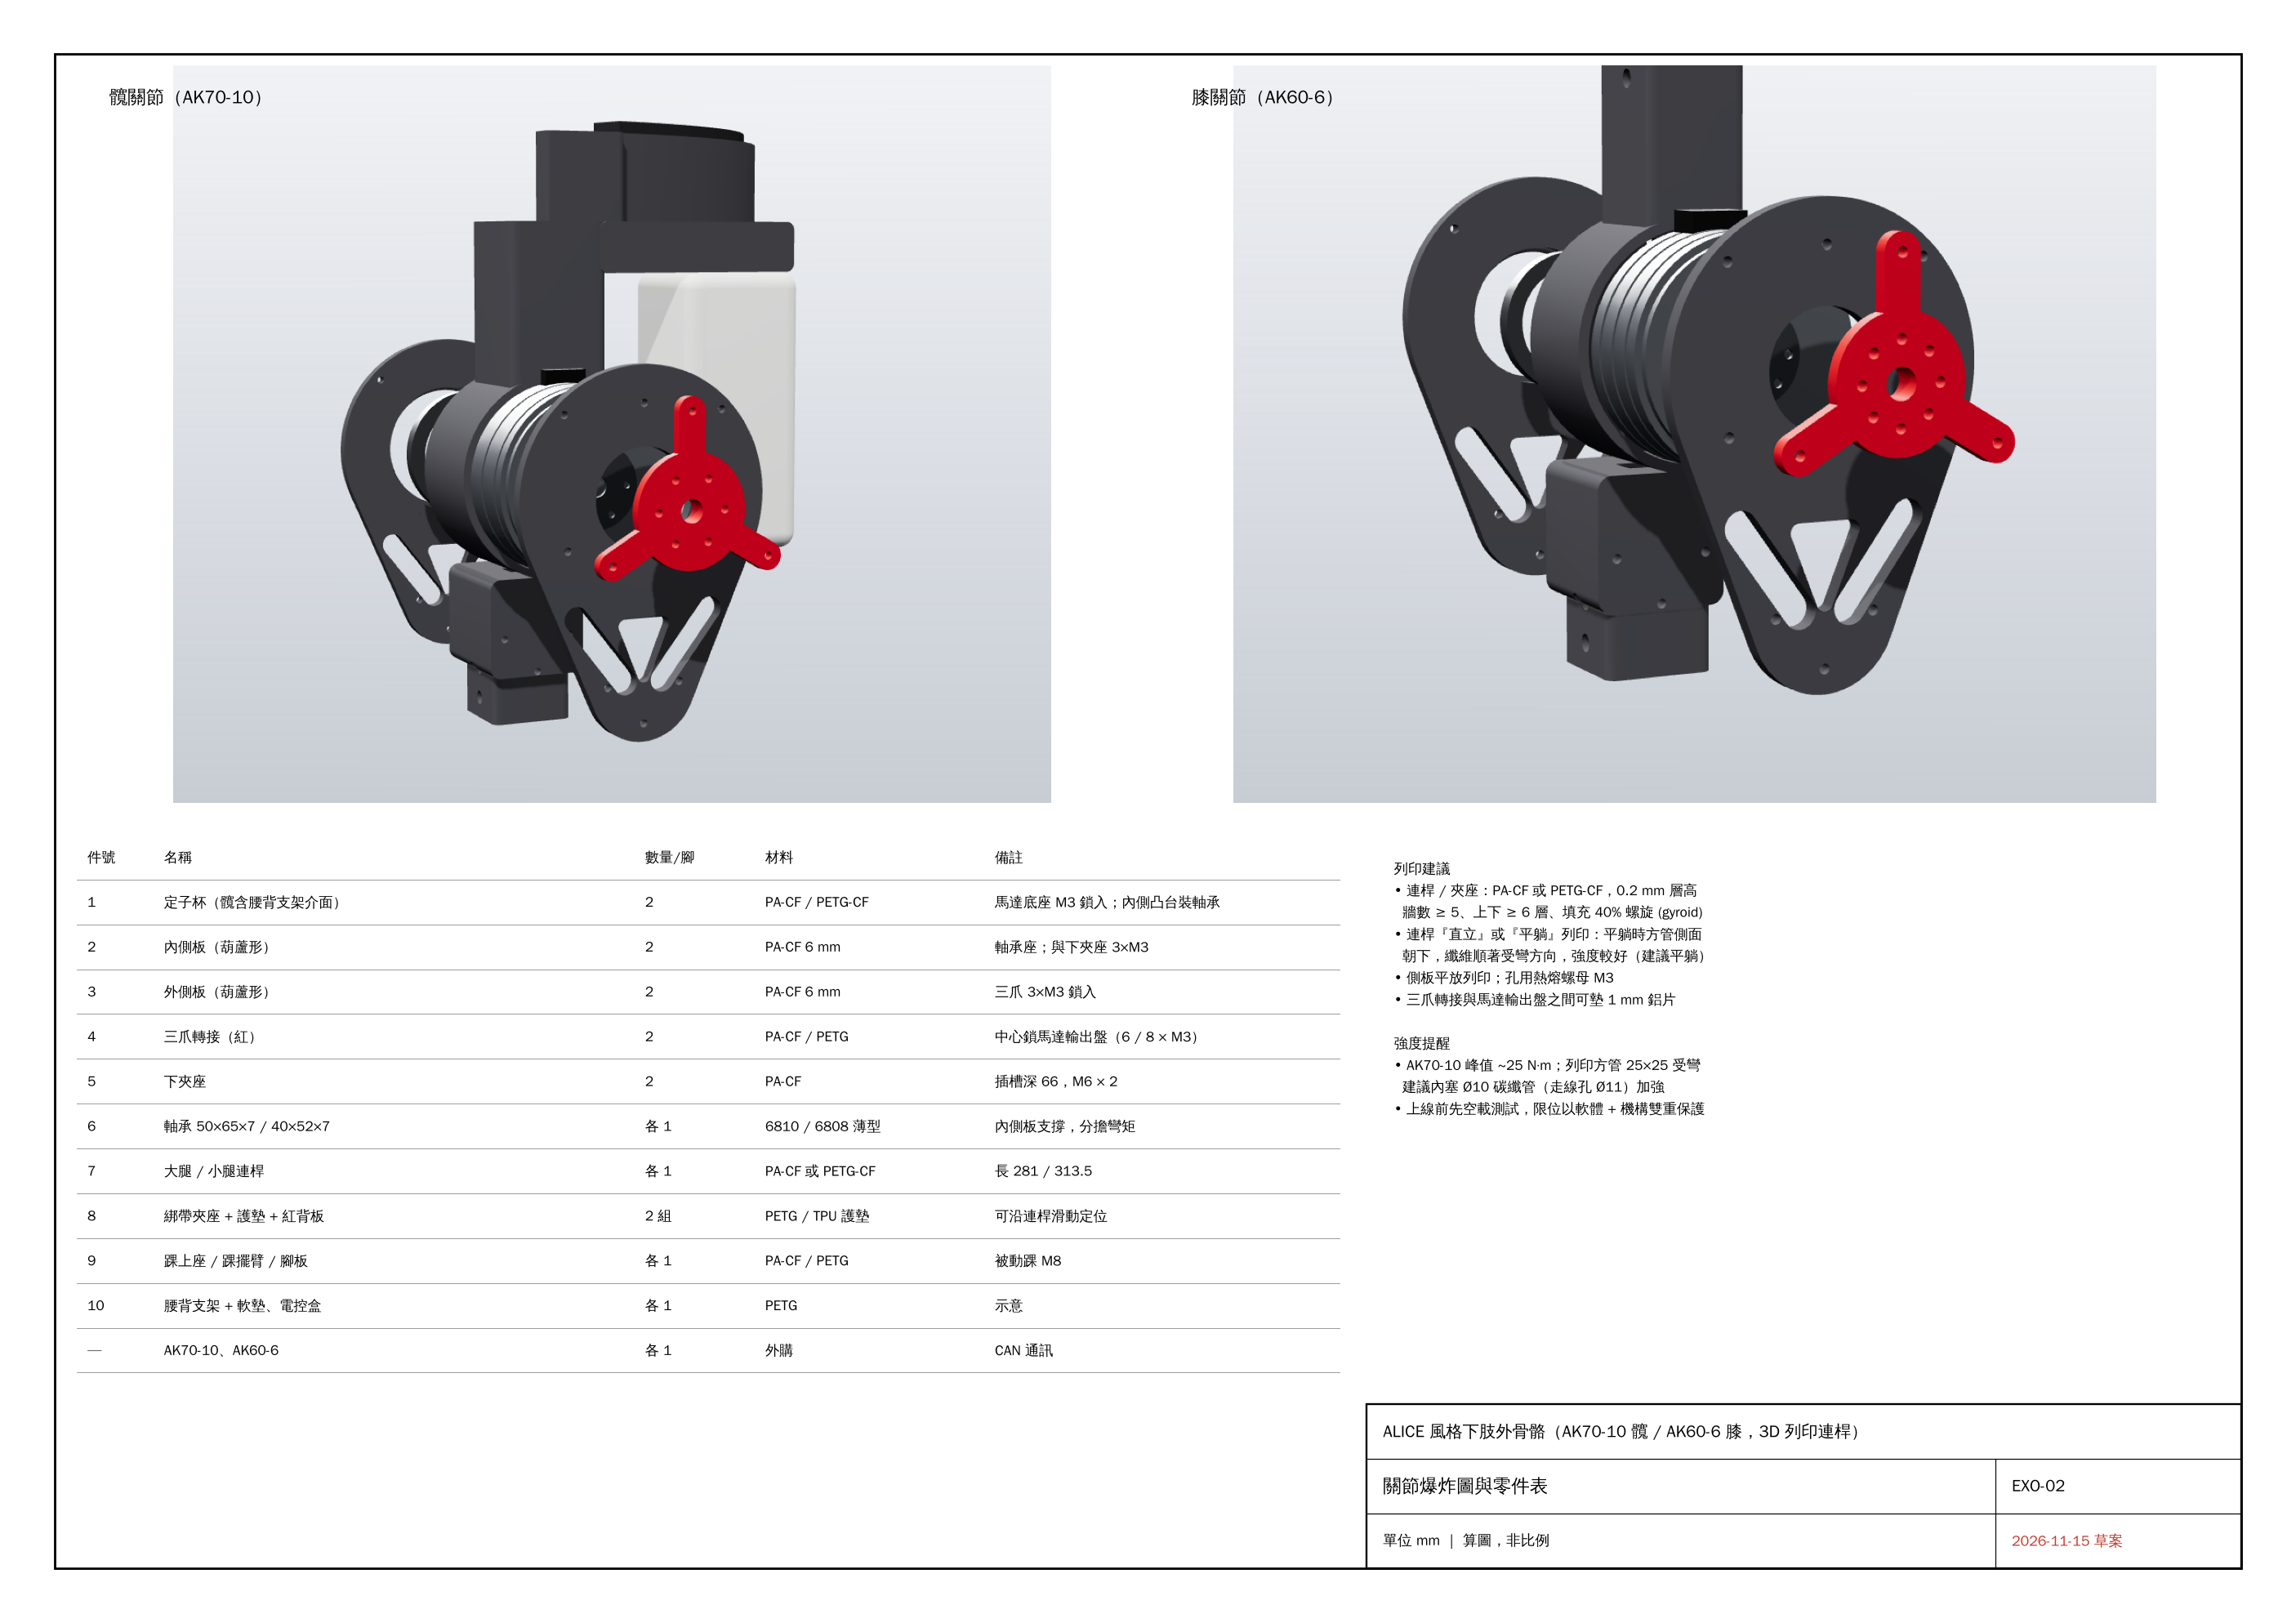 髖關節（AK70-10）
膝關節（AK60-6）
件號 名稱 數量/腳 材料 備註
1 定子杯（髖含腰背支架介面） 2 PA-CF / PETG-CF 馬達底座 M3 鎖入；內側凸台裝軸承
2 內側板（葫蘆形） 2 PA-CF 6 mm 軸承座；與下夾座 3×M3
3 外側板（葫蘆形） 2 PA-CF 6 mm 三爪 3×M3 鎖入
4 三爪轉接（紅） 2 PA-CF / PETG 中心鎖馬達輸出盤（6 / 8 × M3）
5 下夾座 2 PA-CF 插槽深 66，M6 × 2
6 軸承 50×65×7 / 40×52×7 各 1 6810 / 6808 薄型 內側板支撐，分擔彎矩
7 大腿 / 小腿連桿 各 1 PA-CF 或 PETG-CF 長 281 / 313.5
8 綁帶夾座 + 護墊 + 紅背板 2 組 PETG / TPU 護墊 可沿連桿滑動定位
9 踝上座 / 踝擺臂 / 腳板 各 1 PA-CF / PETG 被動踝 M8
10 腰背支架 + 軟墊、電控盒 各 1 PETG 示意
— AK70-10、AK60-6 各 1 外購 CAN 通訊
列印建議
• 連桿 / 夾座：PA-CF 或 PETG-CF，0.2 mm 層高
牆數 ≥ 5、上下 ≥ 6 層、填充 40% 螺旋 (gyroid)
• 連桿『直立』或『平躺』列印：平躺時方管側面
朝下，纖維順著受彎方向，強度較好（建議平躺）
• 側板平放列印；孔用熱熔螺母 M3
• 三爪轉接與馬達輸出盤之間可墊 1 mm 鋁片
強度提醒
• AK70-10 峰值 ~25 N·m；列印方管 25×25 受彎
建議內塞 Ø10 碳纖管（走線孔 Ø11）加強
• 上線前先空載測試，限位以軟體 + 機構雙重保護
ALICE 風格下肢外骨骼（AK70-10 髖 / AK60-6 膝，3D 列印連桿）
關節爆炸圖與零件表 EXO-02
單位 mm ｜ 算圖，非比例 2026-11-15 草案